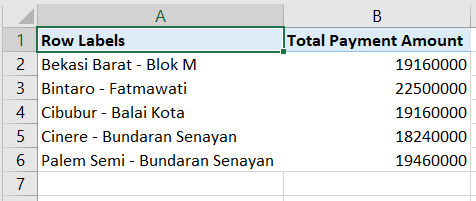 A B
1 Row Labels Total Payment Amount
2 Bekasi Barat - Blok M 19160000
3 Bintaro - Fatmawati 22500000
4 Cibubur - Balai Kota 19160000
5 Cinere - Bundaran Senayan 18240000
6 Palem Semi - Bundaran Senayan 19460000
7